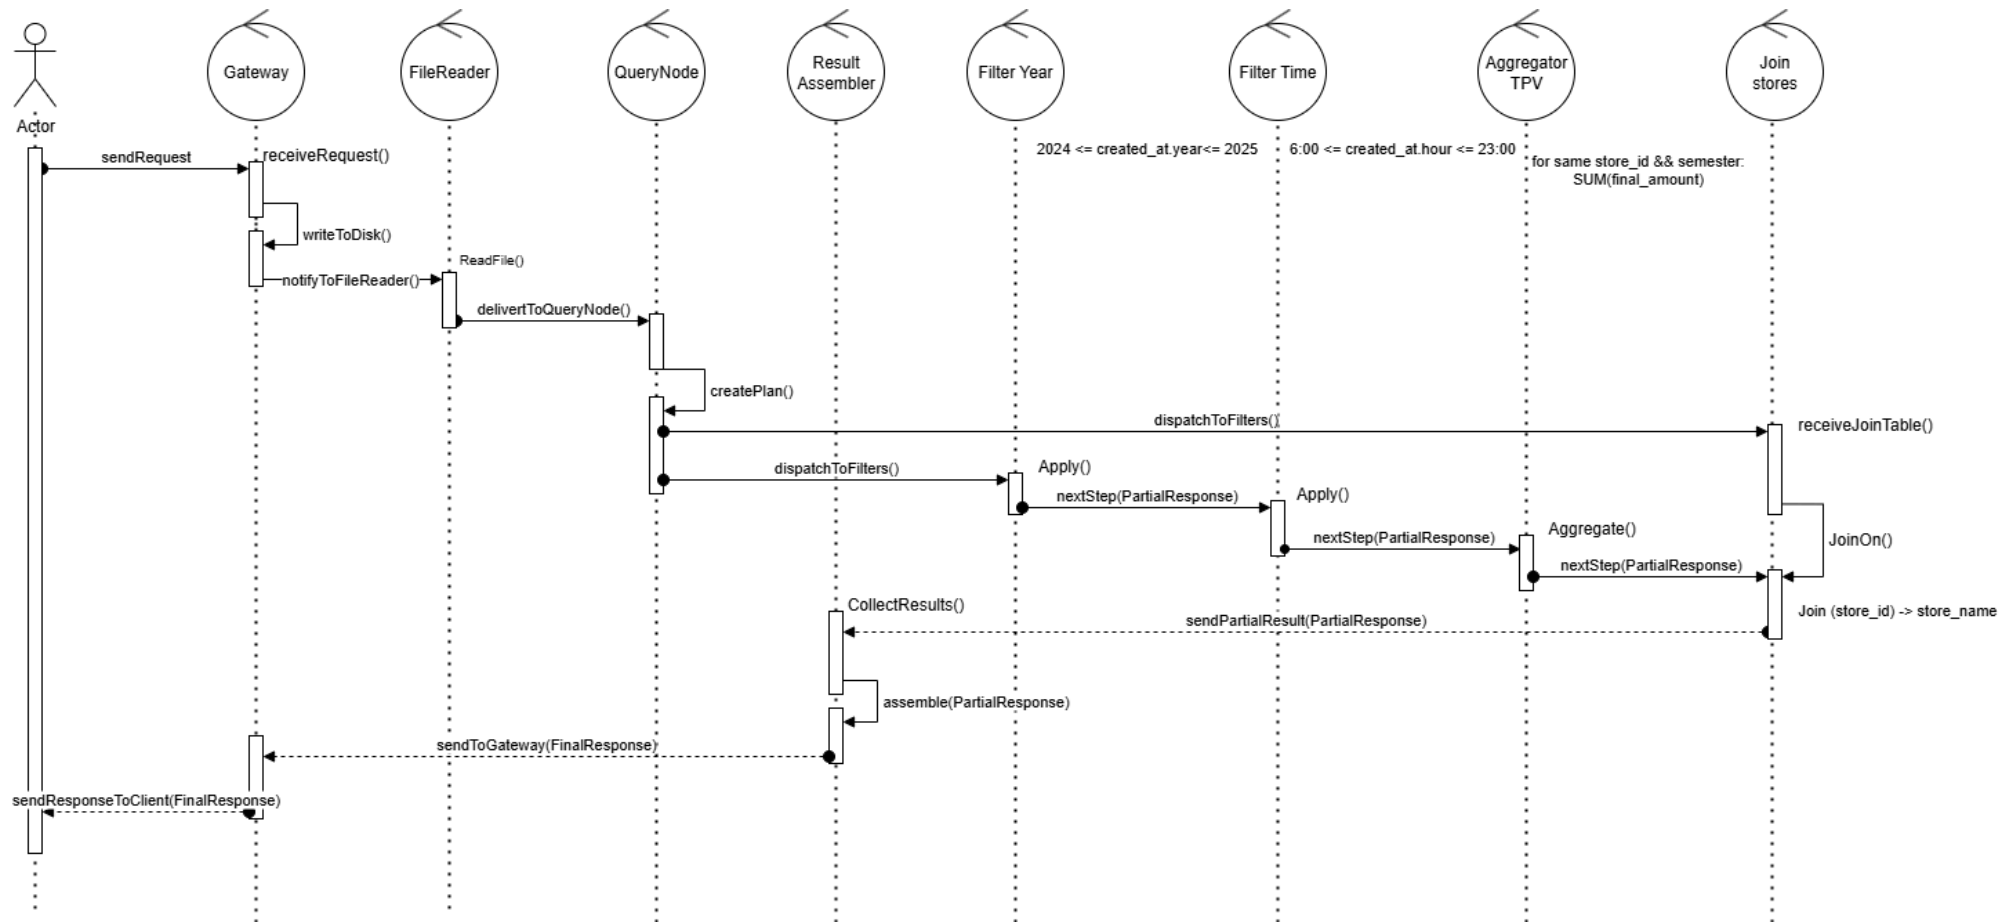 Actor
Gateway
FileReader
QueryNode
Result
Assembler
Filter Year
Filter Time
Aggregator
TPV
Join
stores
sendRequest
receiveRequest()
2024 <= created_at.year<= 2025
6:00 <= created_at.hour <= 23:00
for same store_id && semester:
SUM(final_amount)
writeToDisk()
notifyToFileReader()
ReadFile()
delivertToQueryNode()
createPlan()
dispatchToFilters()
receiveJoinTable()
dispatchToFilters()
Apply()
nextStep(PartialResponse)
Apply()
nextStep(PartialResponse)
Aggregate()
JoinOn()
nextStep(PartialResponse)
CollectResults()
sendPartialResult(PartialResponse)
Join (store_id) -> store_name
assemble(PartialResponse)
sendToGateway(FinalResponse)
sendResponseToClient(FinalResponse)